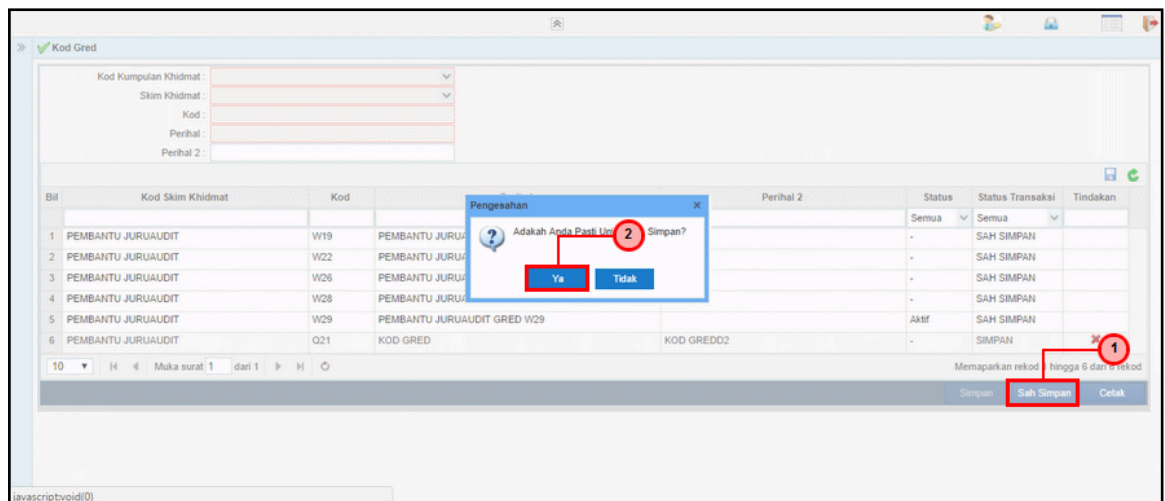 Kod Gred
Kod Kumpulan Khidmat :
Skim Khidmat :
Kod :
Perihal :
Perihal 2 :
Bil Kod Skim Khidmat Kod Perihal 2 Status Status Transaksi Tindakan
Semua Semua
1 PEMBANTU JURUAUDIT W19 PEMBANTU JURUA - SAH SIMPAN
2 PEMBANTU JURUAUDIT W22 PEMBANTU JURUA - SAH SIMPAN
3 PEMBANTU JURUAUDIT W26 PEMBANTU JURUA - SAH SIMPAN
4 PEMBANTU JURUAUDIT W28 PEMBANTU JURUA - SAH SIMPAN
5 PEMBANTU JURUAUDIT W29 PEMBANTU JURUAUDIT GRED W29 Aktif SAH SIMPAN
6 PEMBANTU JURUAUDIT Q21 KOD GRED KOD GREDD2 - SIMPAN
Pengesahan
Adakah Anda Pasti Simpan?
2
Ya Tidak
1
10 Muka surat 1 dari 1 Memaparkan rekod hingga 6 dari 6 rekod
Simpan Sah Simpan Cetak
javascript:void(0)